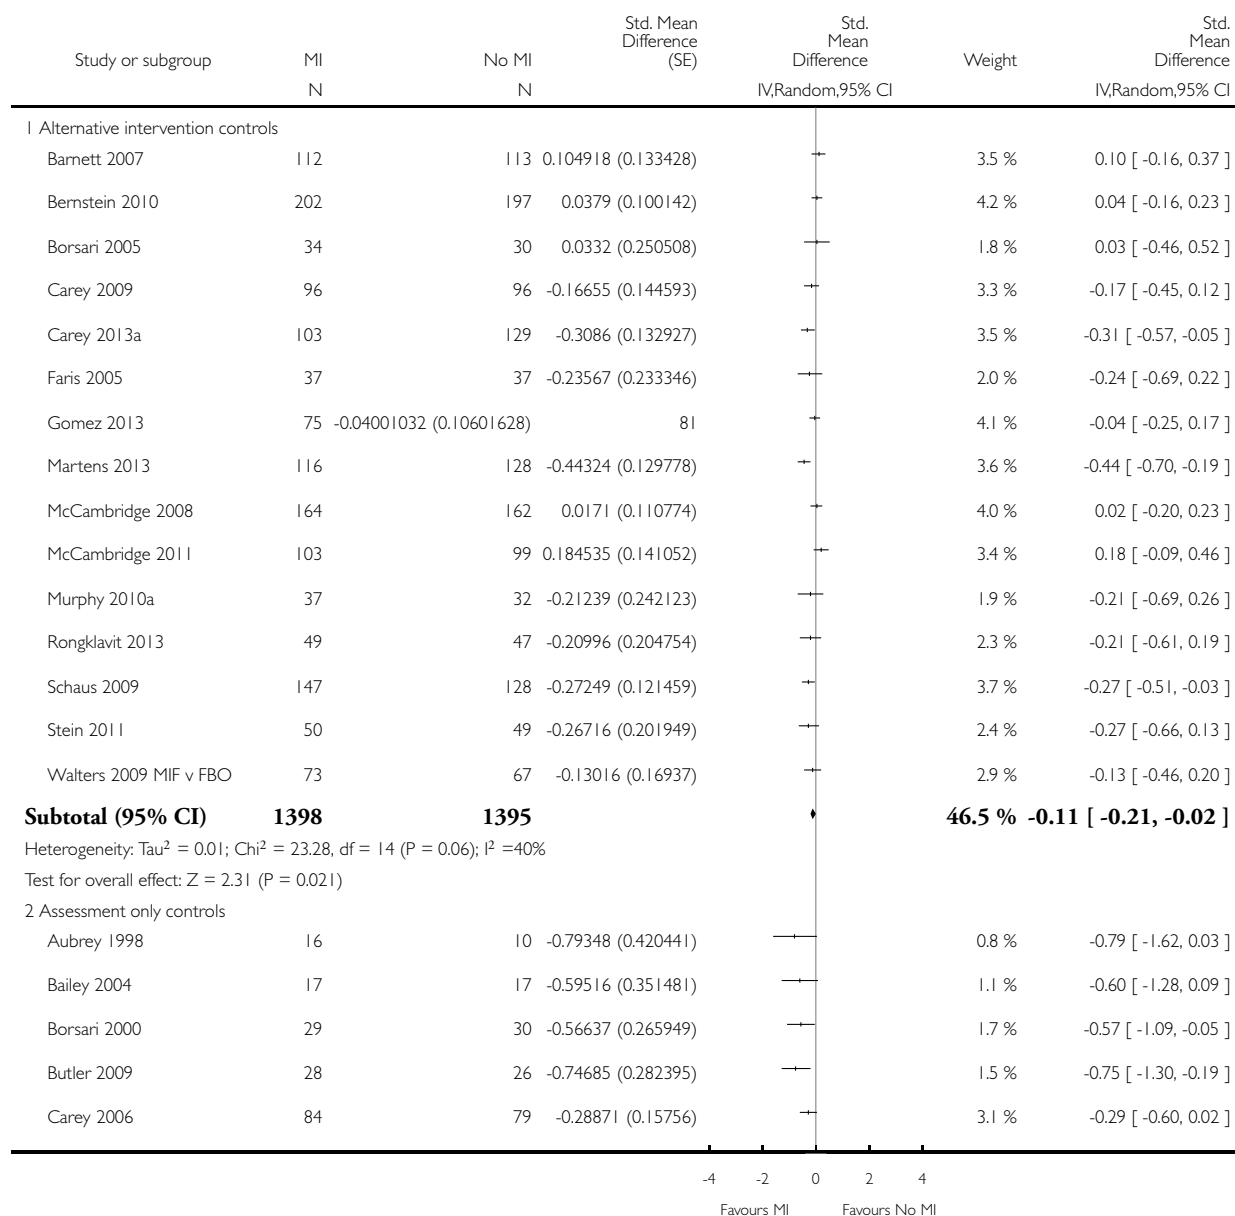 Study or subgroup MI No MI Std. Mean Difference (SE) Std. Mean Difference Weight Std. Mean Difference
N N IV,Random,95% CI IV,Random,95% CI
1 Alternative intervention controls
Barnett 2007 112 113 0.104918 (0.133428) 3.5 % 0.10 [ -0.16, 0.37 ]
Bernstein 2010 202 197 0.0379 (0.100142) 4.2 % 0.04 [ -0.16, 0.23 ]
Borsari 2005 34 30 0.0332 (0.250508) 1.8 % 0.03 [ -0.46, 0.52 ]
Carey 2009 96 96 -0.16655 (0.144593) 3.3 % -0.17 [ -0.45, 0.12 ]
Carey 2013a 103 129 -0.3086 (0.132927) 3.5 % -0.31 [ -0.57, -0.05 ]
Faris 2005 37 37 -0.23567 (0.233346) 2.0 % -0.24 [ -0.69, 0.22 ]
Gomez 2013 75 -0.04001032 (0.10601628) 81 4.1 % -0.04 [ -0.25, 0.17 ]
Martens 2013 116 128 -0.44324 (0.129778) 3.6 % -0.44 [ -0.70, -0.19 ]
McCambridge 2008 164 162 0.0171 (0.110774) 4.0 % 0.02 [ -0.20, 0.23 ]
McCambridge 2011 103 99 0.184535 (0.141052) 3.4 % 0.18 [ -0.09, 0.46 ]
Murphy 2010a 37 32 -0.21239 (0.242123) 1.9 % -0.21 [ -0.69, 0.26 ]
Rongklavit 2013 49 47 -0.20996 (0.204754) 2.3 % -0.21 [ -0.61, 0.19 ]
Schaus 2009 147 128 -0.27249 (0.121459) 3.7 % -0.27 [ -0.51, -0.03 ]
Stein 2011 50 49 -0.26716 (0.201949) 2.4 % -0.27 [ -0.66, 0.13 ]
Walters 2009 MIF v FBO 73 67 -0.13016 (0.16937) 2.9 % -0.13 [ -0.46, 0.20 ]
Subtotal (95% CI) 1398 1395 46.5 % -0.11 [ -0.21, -0.02 ]
Heterogeneity: Tau² = 0.01; Chi² = 23.28, df = 14 (P = 0.06); I² =40%
Test for overall effect: Z = 2.31 (P = 0.021)
2 Assessment only controls
Aubrey 1998 16 10 -0.79348 (0.420441) 0.8 % -0.79 [ -1.62, 0.03 ]
Bailey 2004 17 17 -0.59516 (0.351481) 1.1 % -0.60 [ -1.28, 0.09 ]
Borsari 2000 29 30 -0.56637 (0.265949) 1.7 % -0.57 [ -1.09, -0.05 ]
Butler 2009 28 26 -0.74685 (0.282395) 1.5 % -0.75 [ -1.30, -0.19 ]
Carey 2006 84 79 -0.28871 (0.15756) 3.1 % -0.29 [ -0.60, 0.02 ]
-4 -2 0 2 4
Favours MI Favours No MI